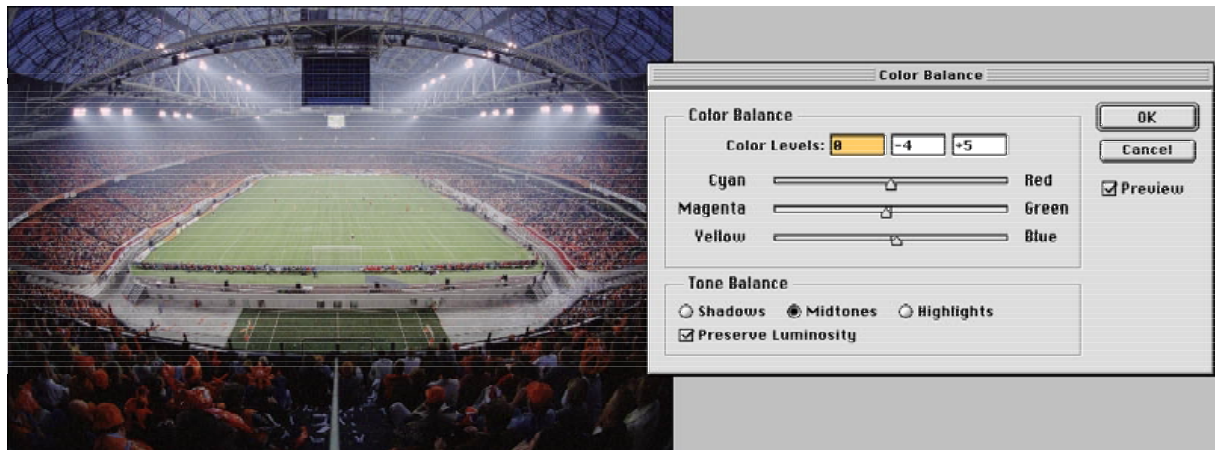 Color Balance
Color Balance
Color Levels: 0 -4 +5
Cyan Red
Magenta Green
Yellow Blue
Tone Balance
Shadows Midtones Highlights
Preserve Luminosity
OK
Cancel
Preview